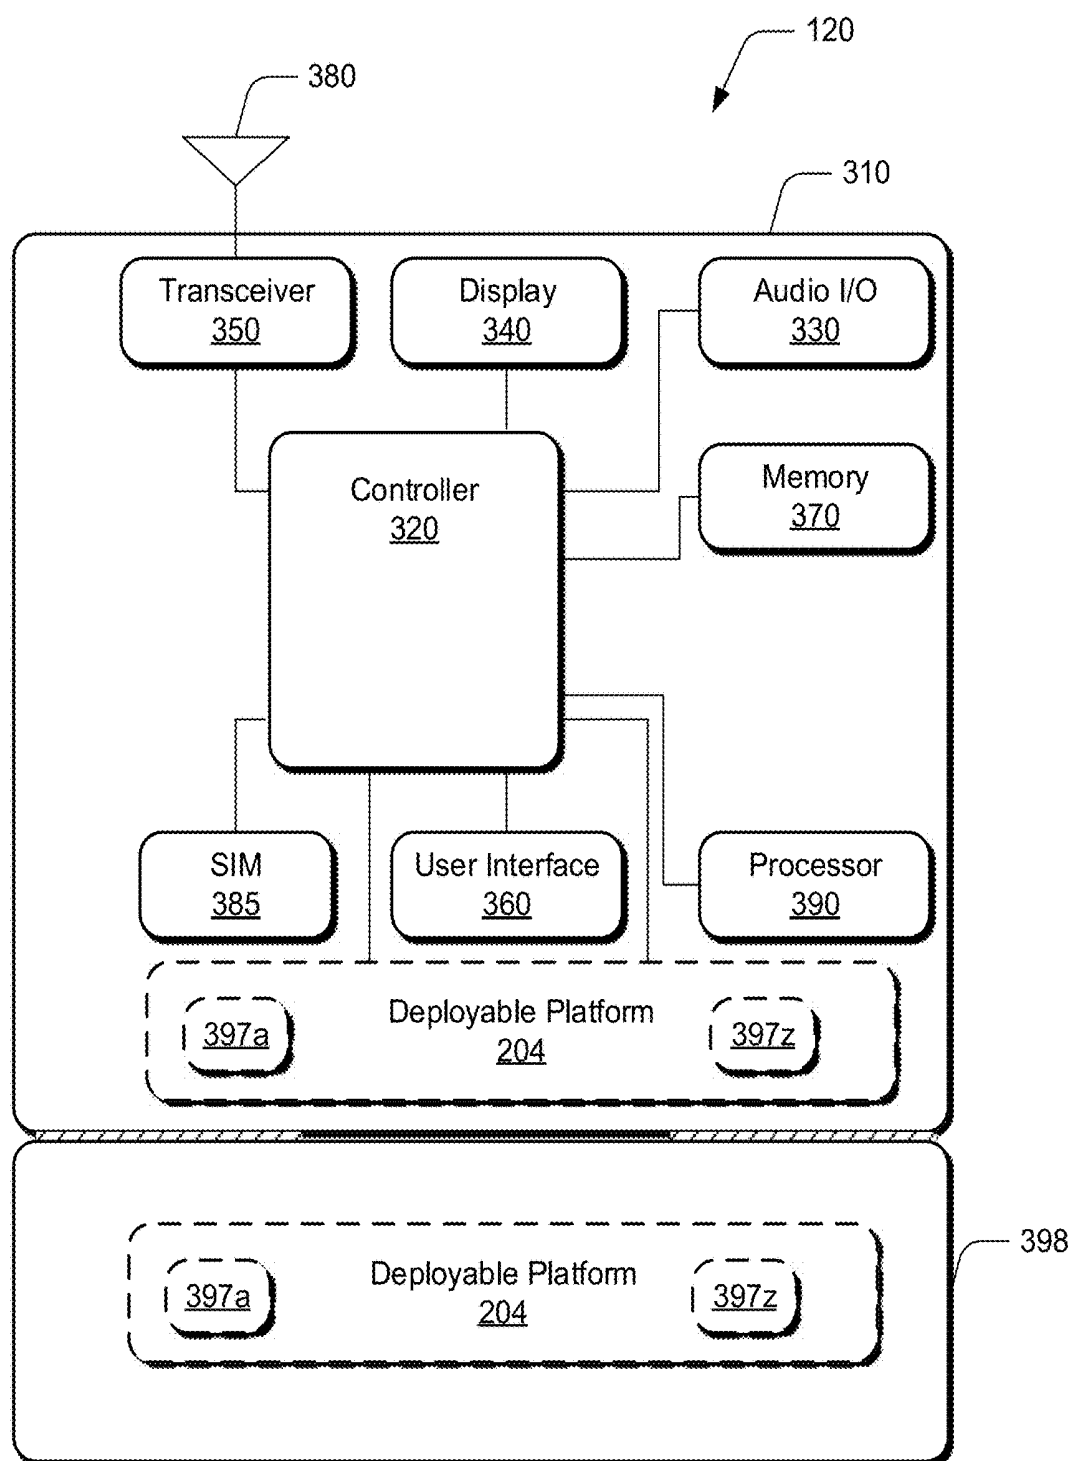 120
380
310
Transceiver
350
Display
340
Audio I/O
330
Controller
320
Memory
370
SIM
385
User Interface
360
Processor
390
Deployable Platform
204
397a
397z
398
Deployable Platform
204
397a
397z